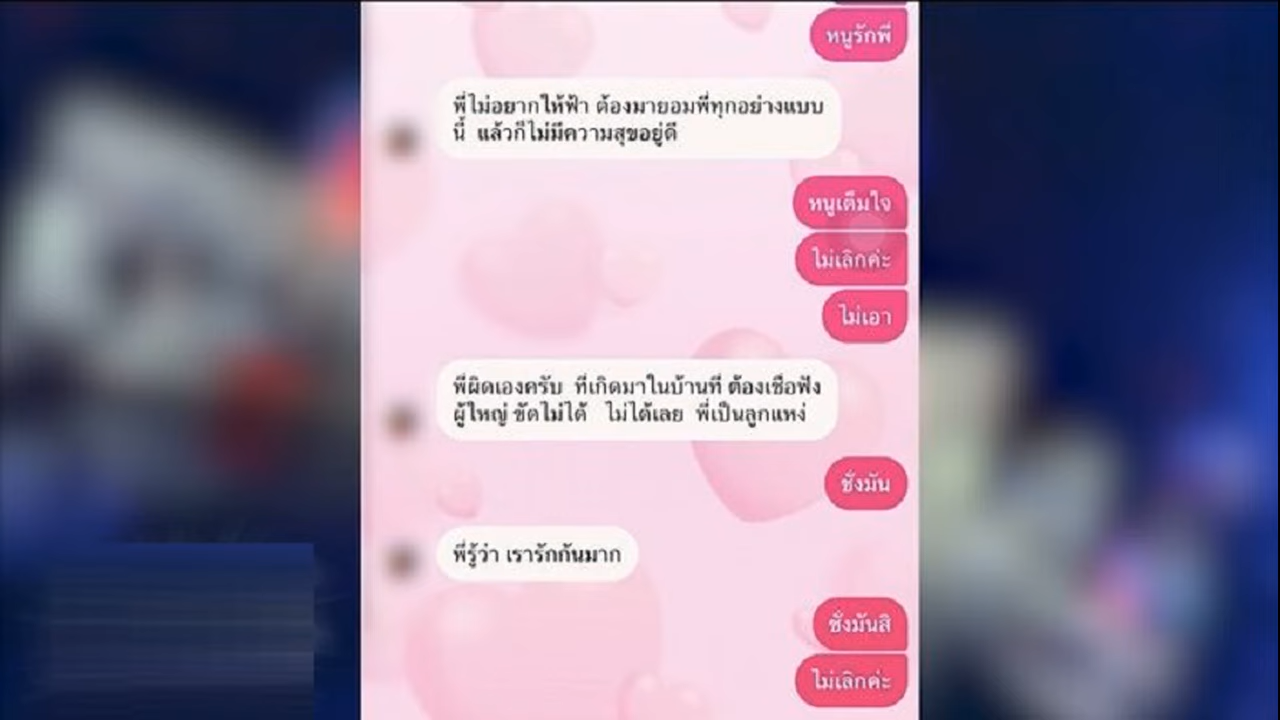 หนูรักพี่
พี่ไม่อยากให้ฟ้า ต้องมายอมพี่ทุกอย่างแบบ
นี้ แล้วก็ไม่มีความสุขอยู่ดี
หนูเต็มใจ
ไม่เลิกค่ะ
ไม่เอา
พี่ผิดเองครับ ที่เกิดมาในบ้านที่ ต้องเชื่อฟัง
ผู้ใหญ่ ขัดไม่ได้ ไม่ได้เลย พี่เป็นลูกแหง่
ชั่งมัน
พี่รู้ว่า เรารักกันมาก
ชั่งมันสิ
ไม่เลิกค่ะ